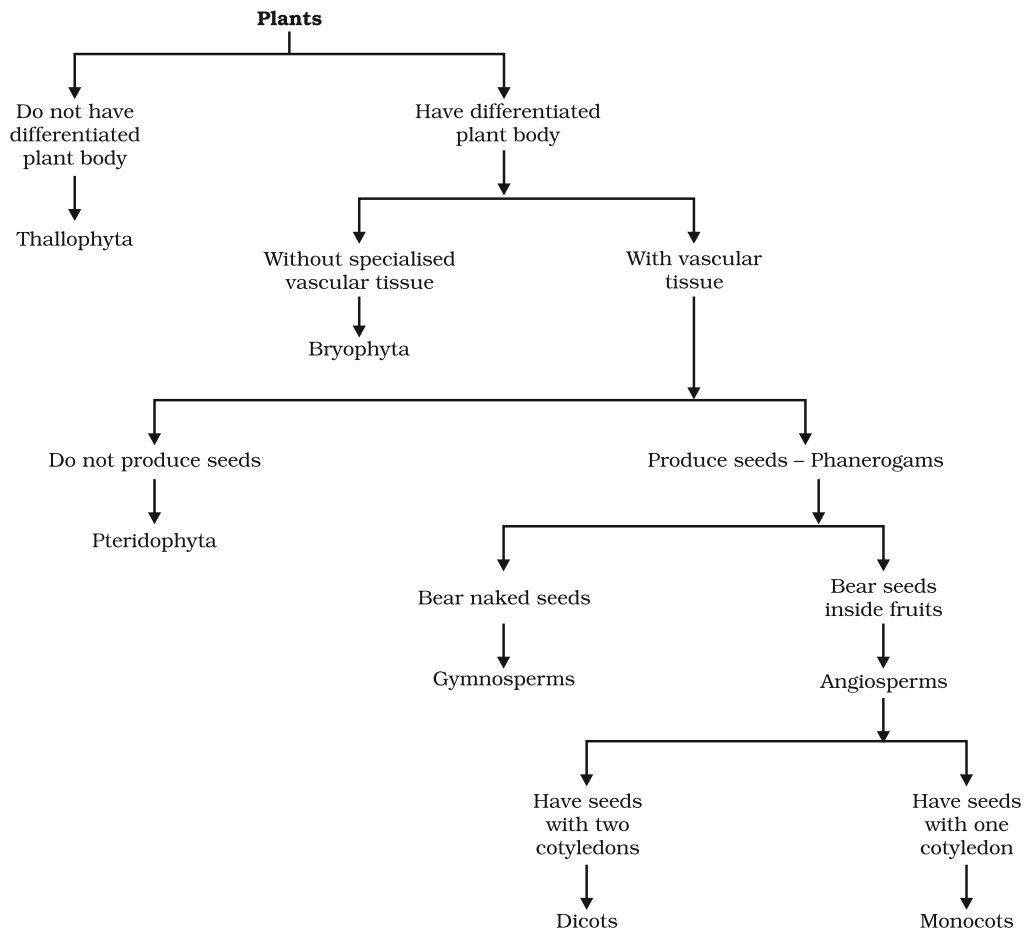 Plants
Do not have
differentiated
plant body
Have differentiated
plant body
Thallophyta
Without specialised
vascular tissue
With vascular
tissue
Bryophyta
Do not produce seeds
Produce seeds – Phanerogams
Pteridophyta
Bear naked seeds
Bear seeds
inside fruits
Gymnosperms
Angiosperms
Have seeds
with two
cotyledons
Have seeds
with one
cotyledon
Dicots
Monocots